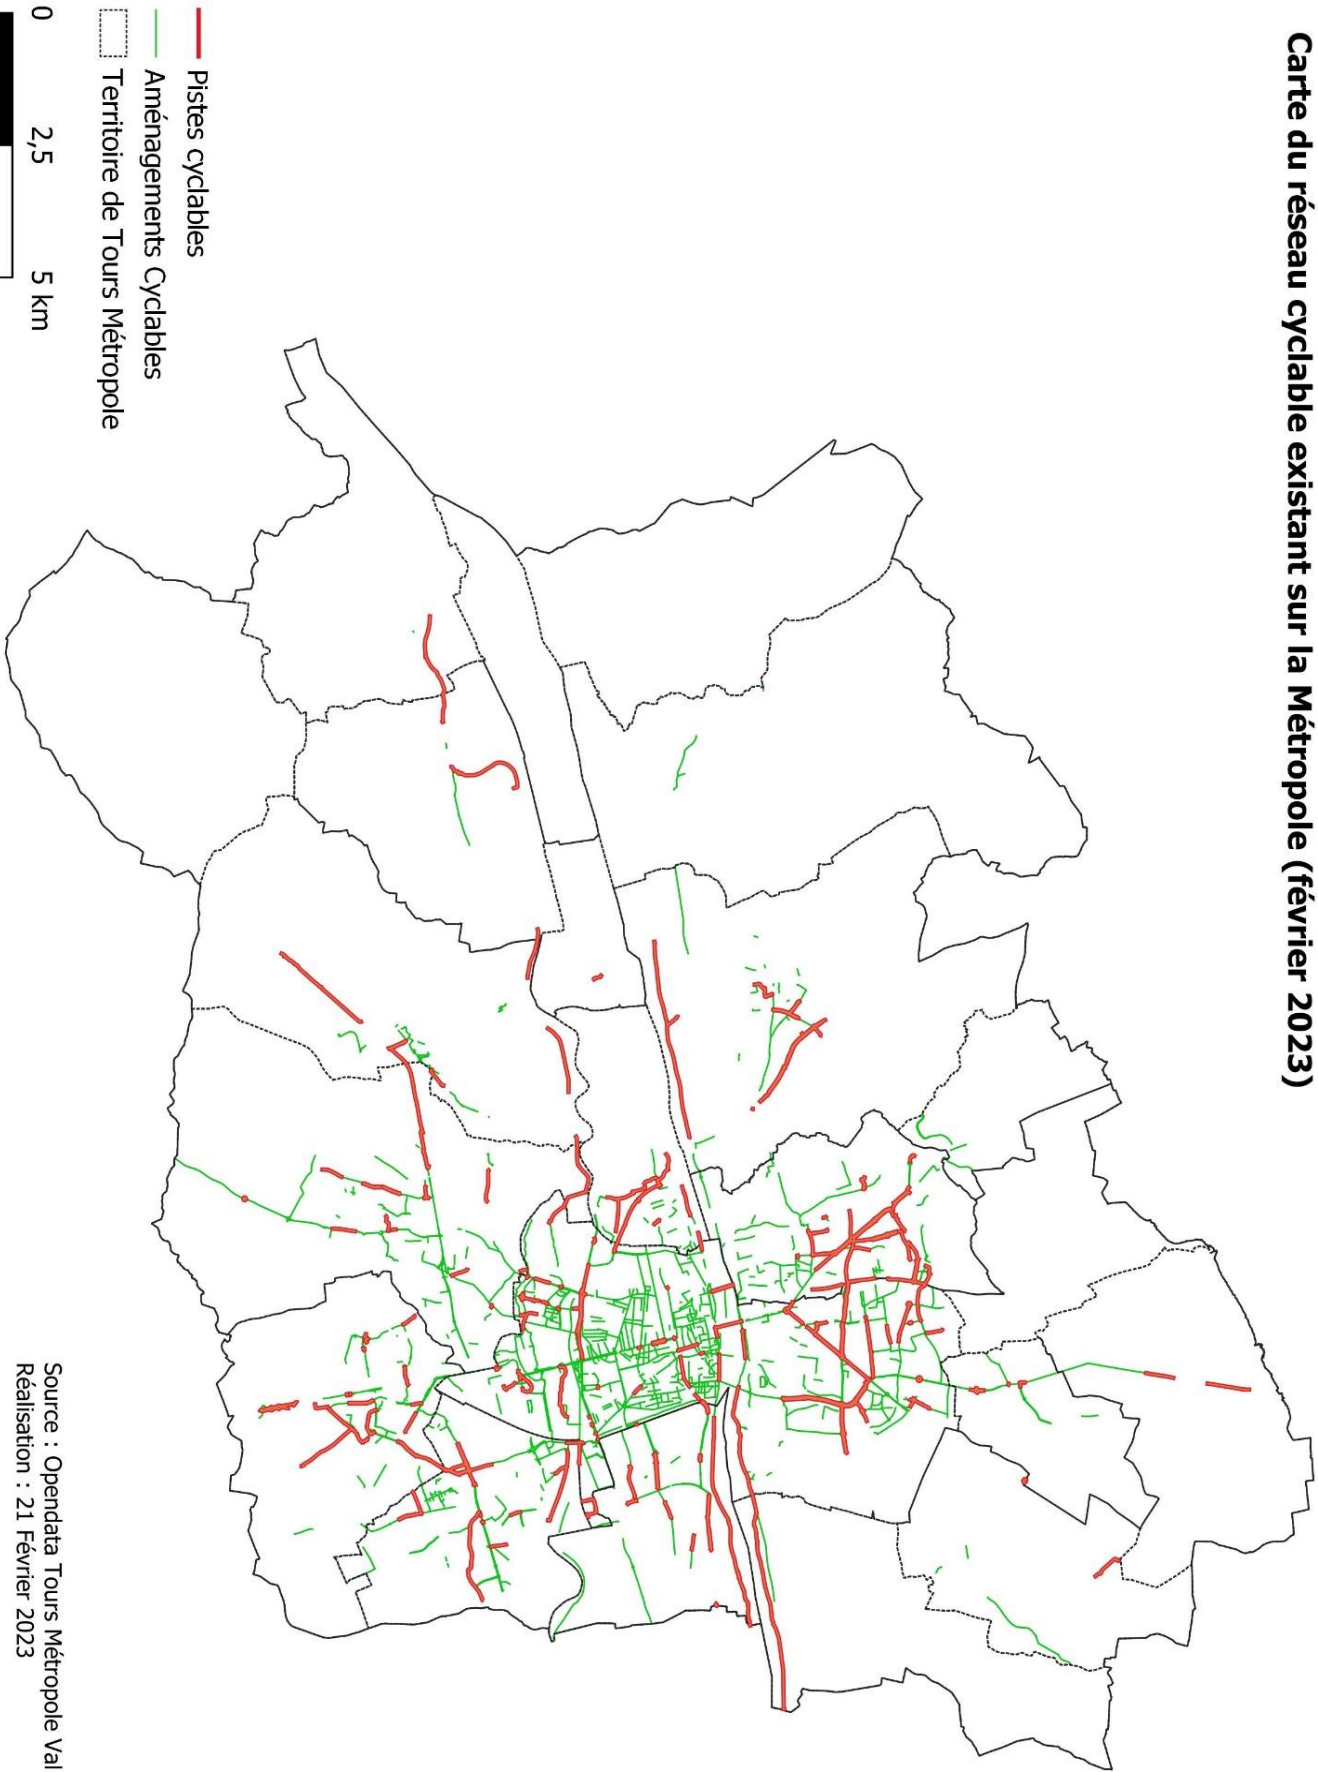 Carte du réseau cyclable existant sur la Métropole (février 2023)
Pistes cyclables
Aménagements Cyclables
Territoire de Tours Métropole
0 2,5 5 km
Source : Opendata Tours Métropole Val
Réalisation : 21 Février 2023